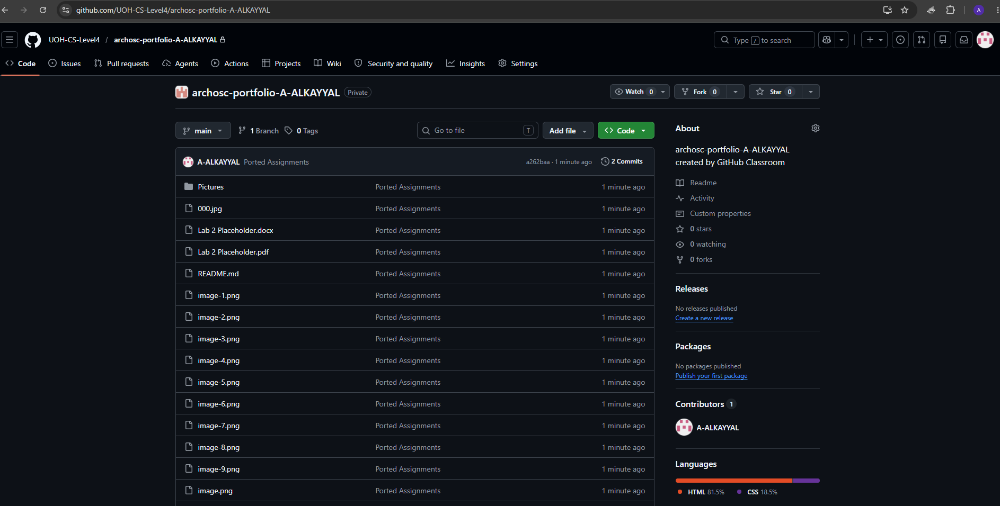 github.com/UOH-CS-Level4/archosc-portfolio-A-ALKAYYAL
A
UOH-CS-Level4 / archosc-portfolio-A-ALKAYYAL
Type / to search
Code Issues Pull requests Agents Actions Projects Wiki Security and quality Insights Settings
archosc-portfolio-A-ALKAYYAL Private
Watch 0 Fork 0 Star 0
main 1 Branch 0 Tags Go to file T Add file Code
A-ALKAYYAL Ported Assignments a262baa · 1 minute ago 2 Commits
Pictures Ported Assignments 1 minute ago
000.jpg Ported Assignments 1 minute ago
Lab 2 Placeholder.docx Ported Assignments 1 minute ago
Lab 2 Placeholder.pdf Ported Assignments 1 minute ago
README.md Ported Assignments 1 minute ago
image-1.png Ported Assignments 1 minute ago
image-2.png Ported Assignments 1 minute ago
image-3.png Ported Assignments 1 minute ago
image-4.png Ported Assignments 1 minute ago
image-5.png Ported Assignments 1 minute ago
image-6.png Ported Assignments 1 minute ago
image-7.png Ported Assignments 1 minute ago
image-8.png Ported Assignments 1 minute ago
image-9.png Ported Assignments 1 minute ago
image.png Ported Assignments 1 minute ago
About
archosc-portfolio-A-ALKAYYAL
created by GitHub Classroom
Readme
Activity
Custom properties
0 stars
0 watching
0 forks
Releases
No releases published
Create a new release
Packages
No packages published
Publish your first package
Contributors 1
A-ALKAYYAL
Languages
HTML 81.5% CSS 18.5%